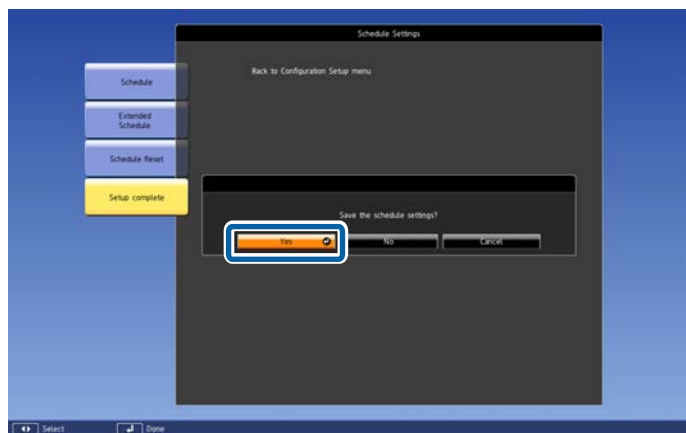 Schedule Settings
Back to Configuration Setup menu
Schedule
Extended
Schedule
Schedule Reset
Setup complete
Save the schedule settings?
Yes No Cancel
Select Done